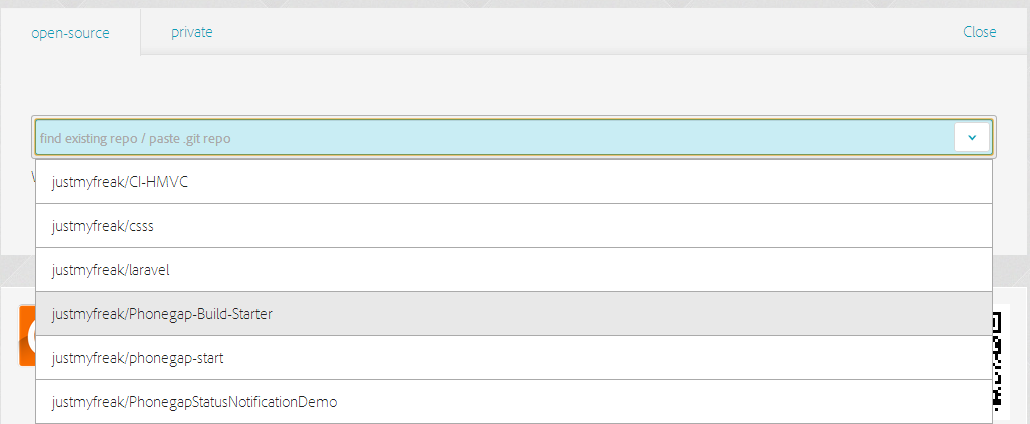 open-source
private
Close
find existing repo / paste .git repo
justmyfreak/CI-HMVC
justmyfreak/csss
justmyfreak/laravel
justmyfreak/Phonegap-Build-Starter
justmyfreak/phonegap-start
justmyfreak/PhonegapStatusNotificationDemo